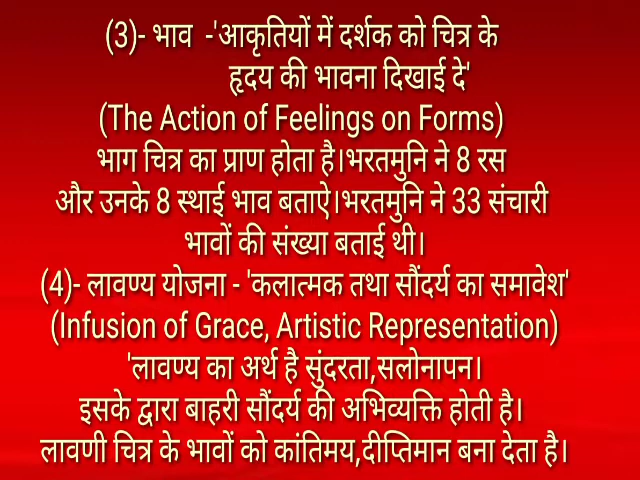 (3)- भाव -'आकृतियों में दर्शक को चित्र के
हृदय की भावना दिखाई दे'
(The Action of Feelings on Forms)
भाग चित्र का प्राण होता है।भरतमुनि ने 8 रस
और उनके 8 स्थाई भाव बताऐ।भरतमुनि ने 33 संचारी
भावों की संख्या बताई थी।
(4)- लावण्य योजना - 'कलात्मक तथा सौंदर्य का समावेश'
(Infusion of Grace, Artistic Representation)
'लावण्य का अर्थ है सुंदरता,सलोनापन।
इसके द्वारा बाहरी सौंदर्य की अभिव्यक्ति होती है।
लावणी चित्र के भावों को कांतिमय,दीप्तिमान बना देता है।